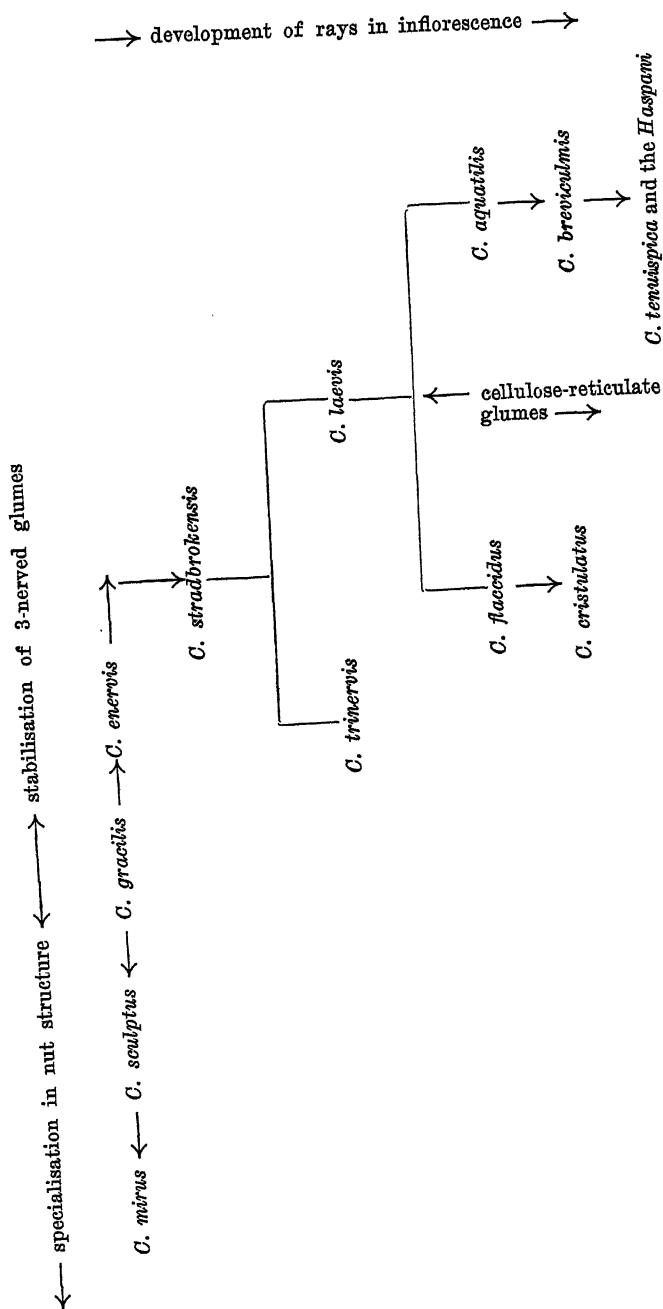 → development of rays in inflorescence →
← specialisation in nut structure ↔ stabilisation of 3-nerved glumes
C. mirus ← C. sculptus ← C. gracilis → C. enervis →
C. stradbrokensis
C. trinervis
C. laevis
C. flaccidus
C. cristulatus
cellulose-reticulate
glumes →
C. aquatilis
C. breviculmis
C. tenuispica and the Haspani